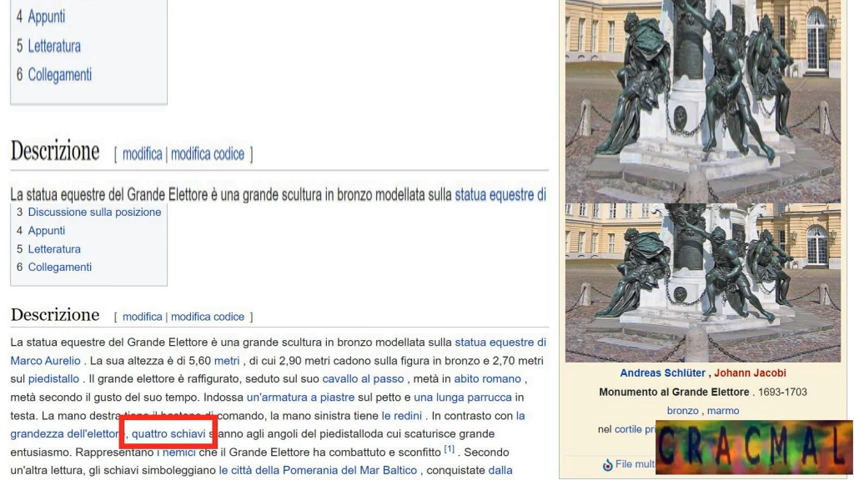 4 Appunti
5 Letteratura
6 Collegamenti
Descrizione [ modifica | modifica codice ]
La statua equestre del Grande Elettore è una grande scultura in bronzo modellata sulla statua equestre di
3 Discussione sulla posizione
4 Appunti
5 Letteratura
6 Collegamenti
Descrizione [ modifica | modifica codice ]
La statua equestre del Grande Elettore è una grande scultura in bronzo modellata sulla statua equestre di
Marco Aurelio . La sua altezza è di 5,60 metri , di cui 2,90 metri cadono sulla figura in bronzo e 2,70 metri
sul piedistallo . Il grande elettore è raffigurato, seduto sul suo cavallo al passo , metà in abito romano ,
metà secondo il gusto del suo tempo. Indossa un'armatura a piastre sul petto e una lunga parrucca in
testa. La mano destra tiene il bastone di comando, la mano sinistra tiene le redini . In contrasto con la
grandezza dell'elettore, quattro schiavi stanno agli angoli del piedistallo da cui scaturisce grande
entusiasmo. Rappresentano i nemici che il Grande Elettore ha combattuto e sconfitto [1] . Secondo
un'altra lettura, gli schiavi simboleggiano le città della Pomerania del Mar Baltico , conquistate dalla
Andreas Schlüter , Johann Jacobi
Monumento al Grande Elettore . 1693-1703
bronzo , marmo
nel cortile
File
CRACMAL